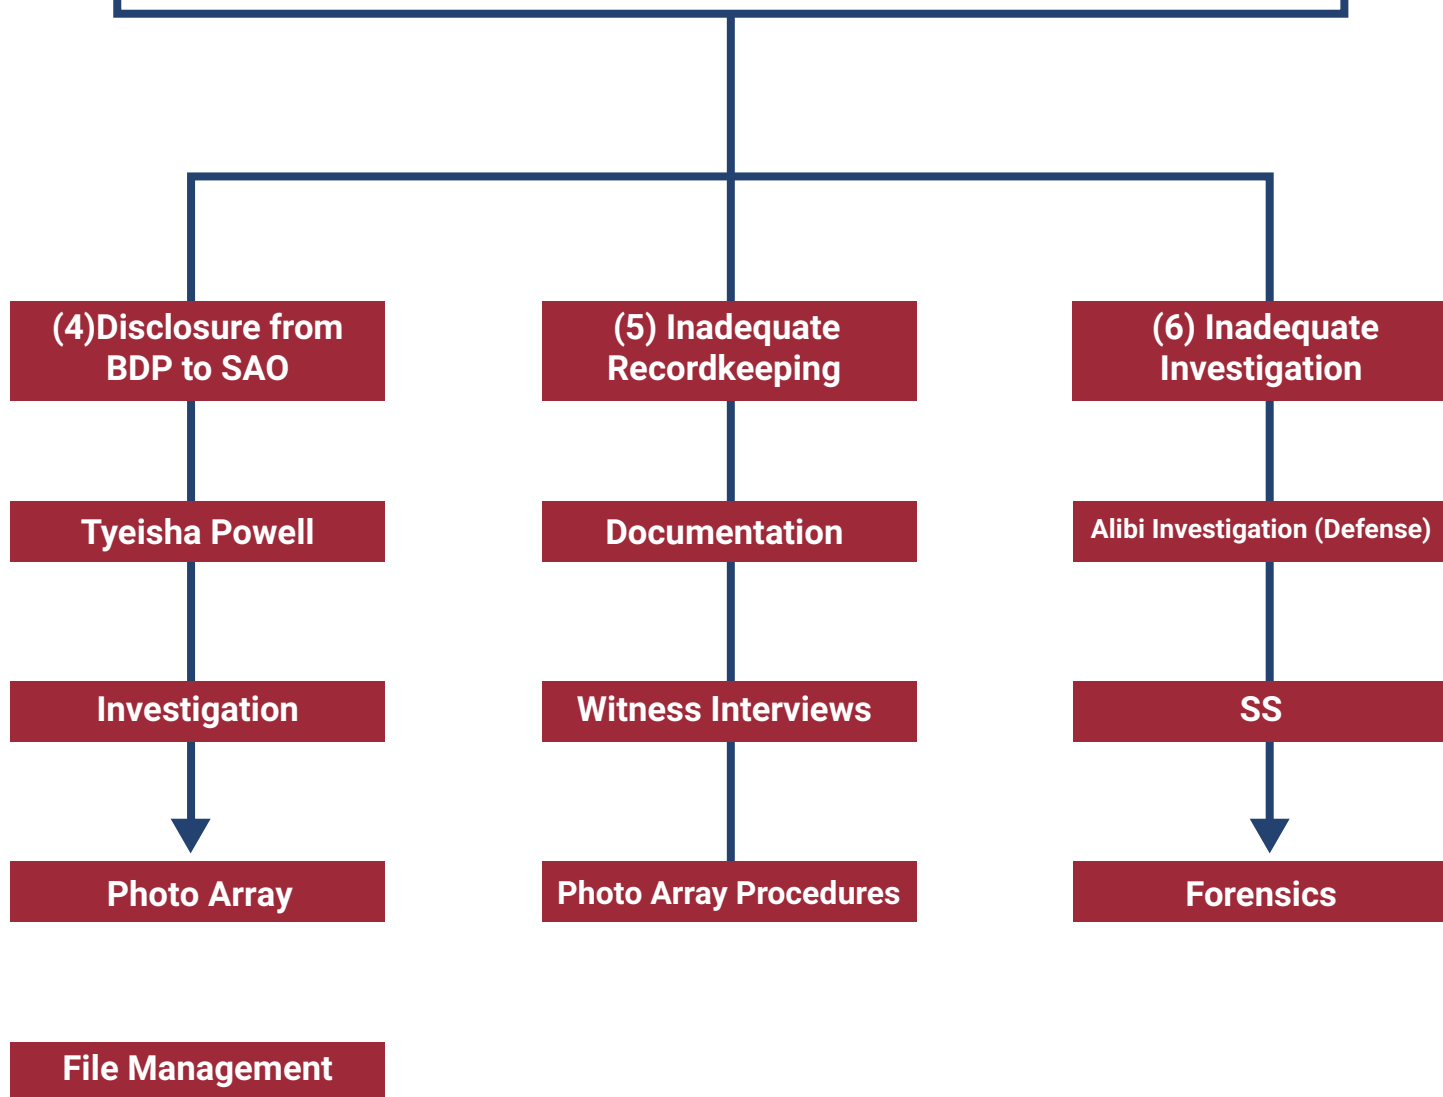 (4)Disclosure from
BDP to SAO
(5) Inadequate
Recordkeeping
(6) Inadequate
Investigation
Tyeisha Powell
Documentation
Alibi Investigation (Defense)
Investigation
Witness Interviews
SS
Photo Array
Photo Array Procedures
Forensics
File Management